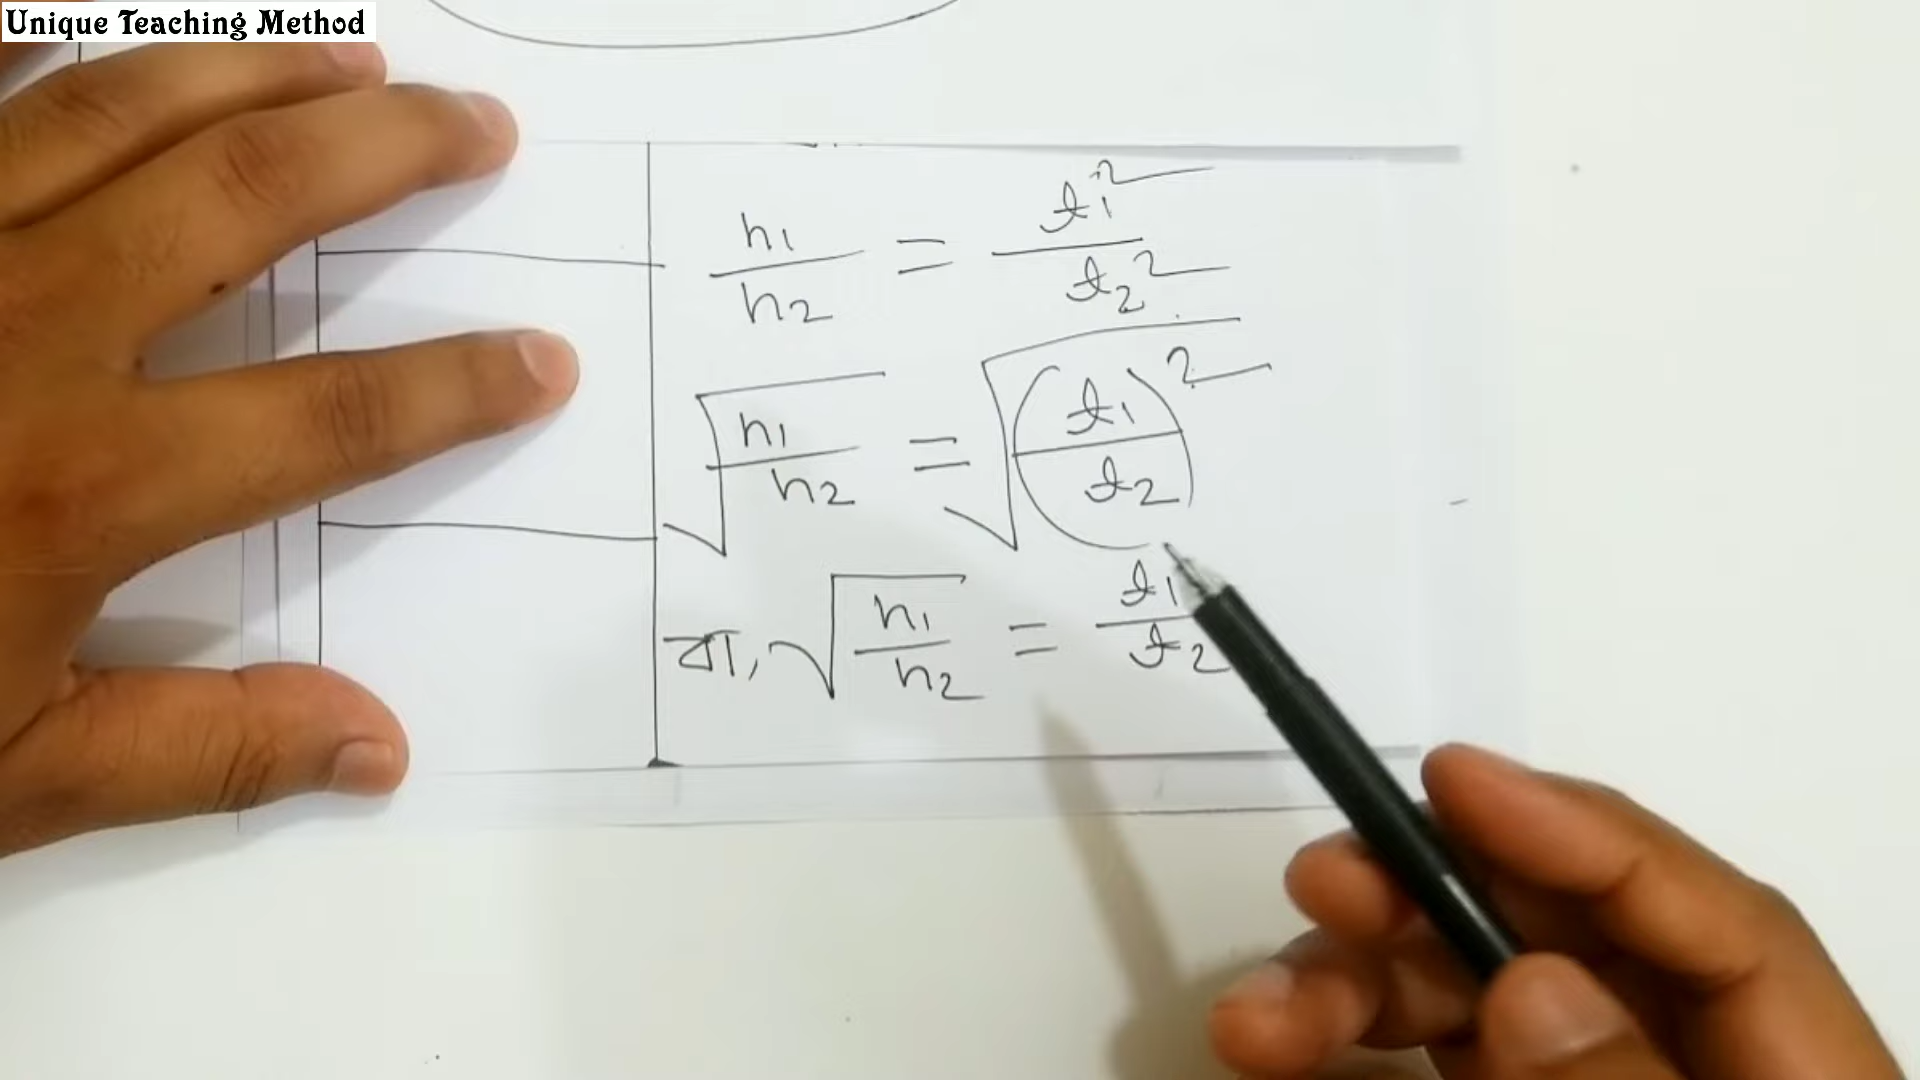 Unique Teaching Method
h₁/h₂ = t₁²/t₂²
√(h₁/h₂) = √((t₁/t₂)²)
বা, √(h₁/h₂) = t₁/t₂